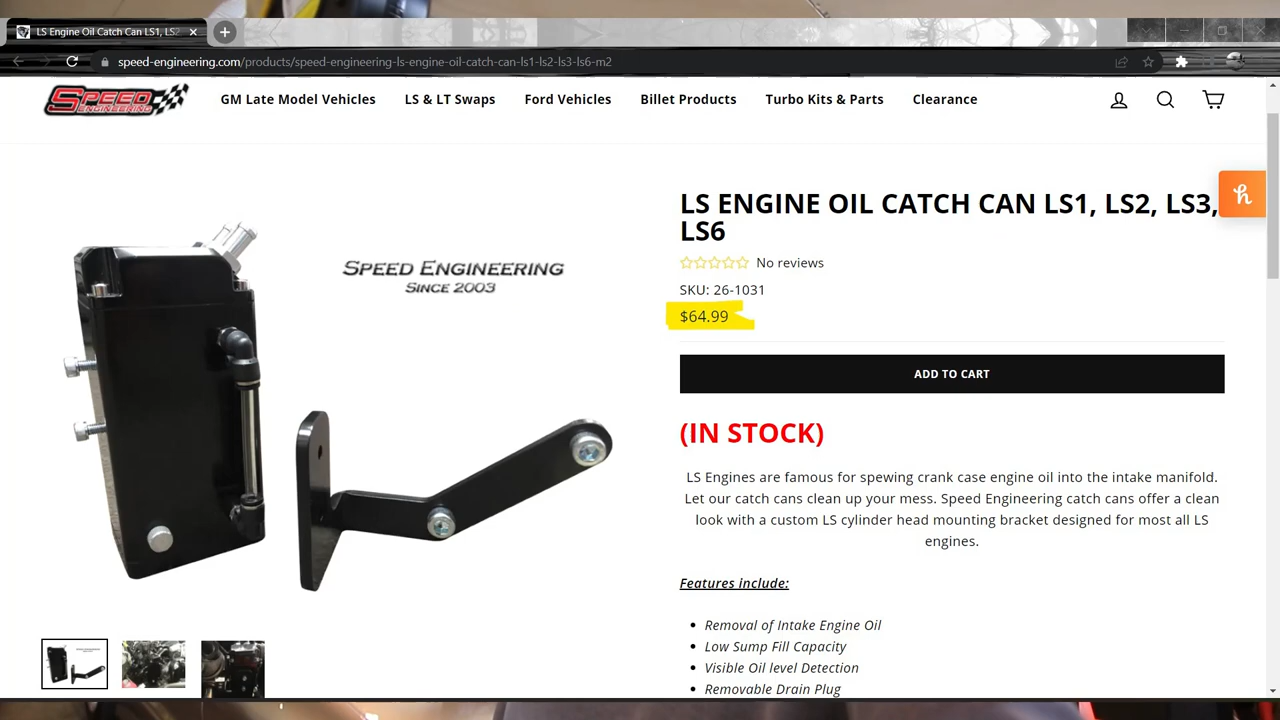 LS Engine Oil Catch Can LS1, LS2
speed-engineering.com/products/speed-engineering-ls-engine-oil-catch-can-ls1-ls2-ls3-ls6-m2
SPEED
ENGINEERING
GM Late Model Vehicles
LS & LT Swaps
Ford Vehicles
Billet Products
Turbo Kits & Parts
Clearance
SPEED ENGINEERING
SINCE 2003
LS ENGINE OIL CATCH CAN LS1, LS2, LS3,
LS6
No reviews
SKU: 26-1031
$64.99
ADD TO CART
(IN STOCK)
LS Engines are famous for spewing crank case engine oil into the intake manifold.
Let our catch cans clean up your mess. Speed Engineering catch cans offer a clean
look with a custom LS cylinder head mounting bracket designed for most all LS
engines.
Features include:
Removal of Intake Engine Oil
Low Sump Fill Capacity
Visible Oil level Detection
Removable Drain Plug